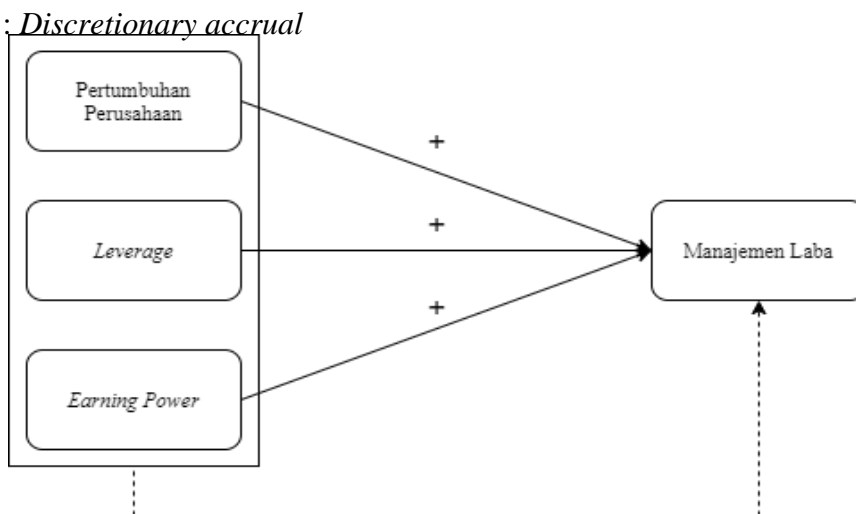 : Discretionary accrual
Pertumbuhan
Perusahaan
+
Leverage
+
Manajemen Laba
+
Earning Power